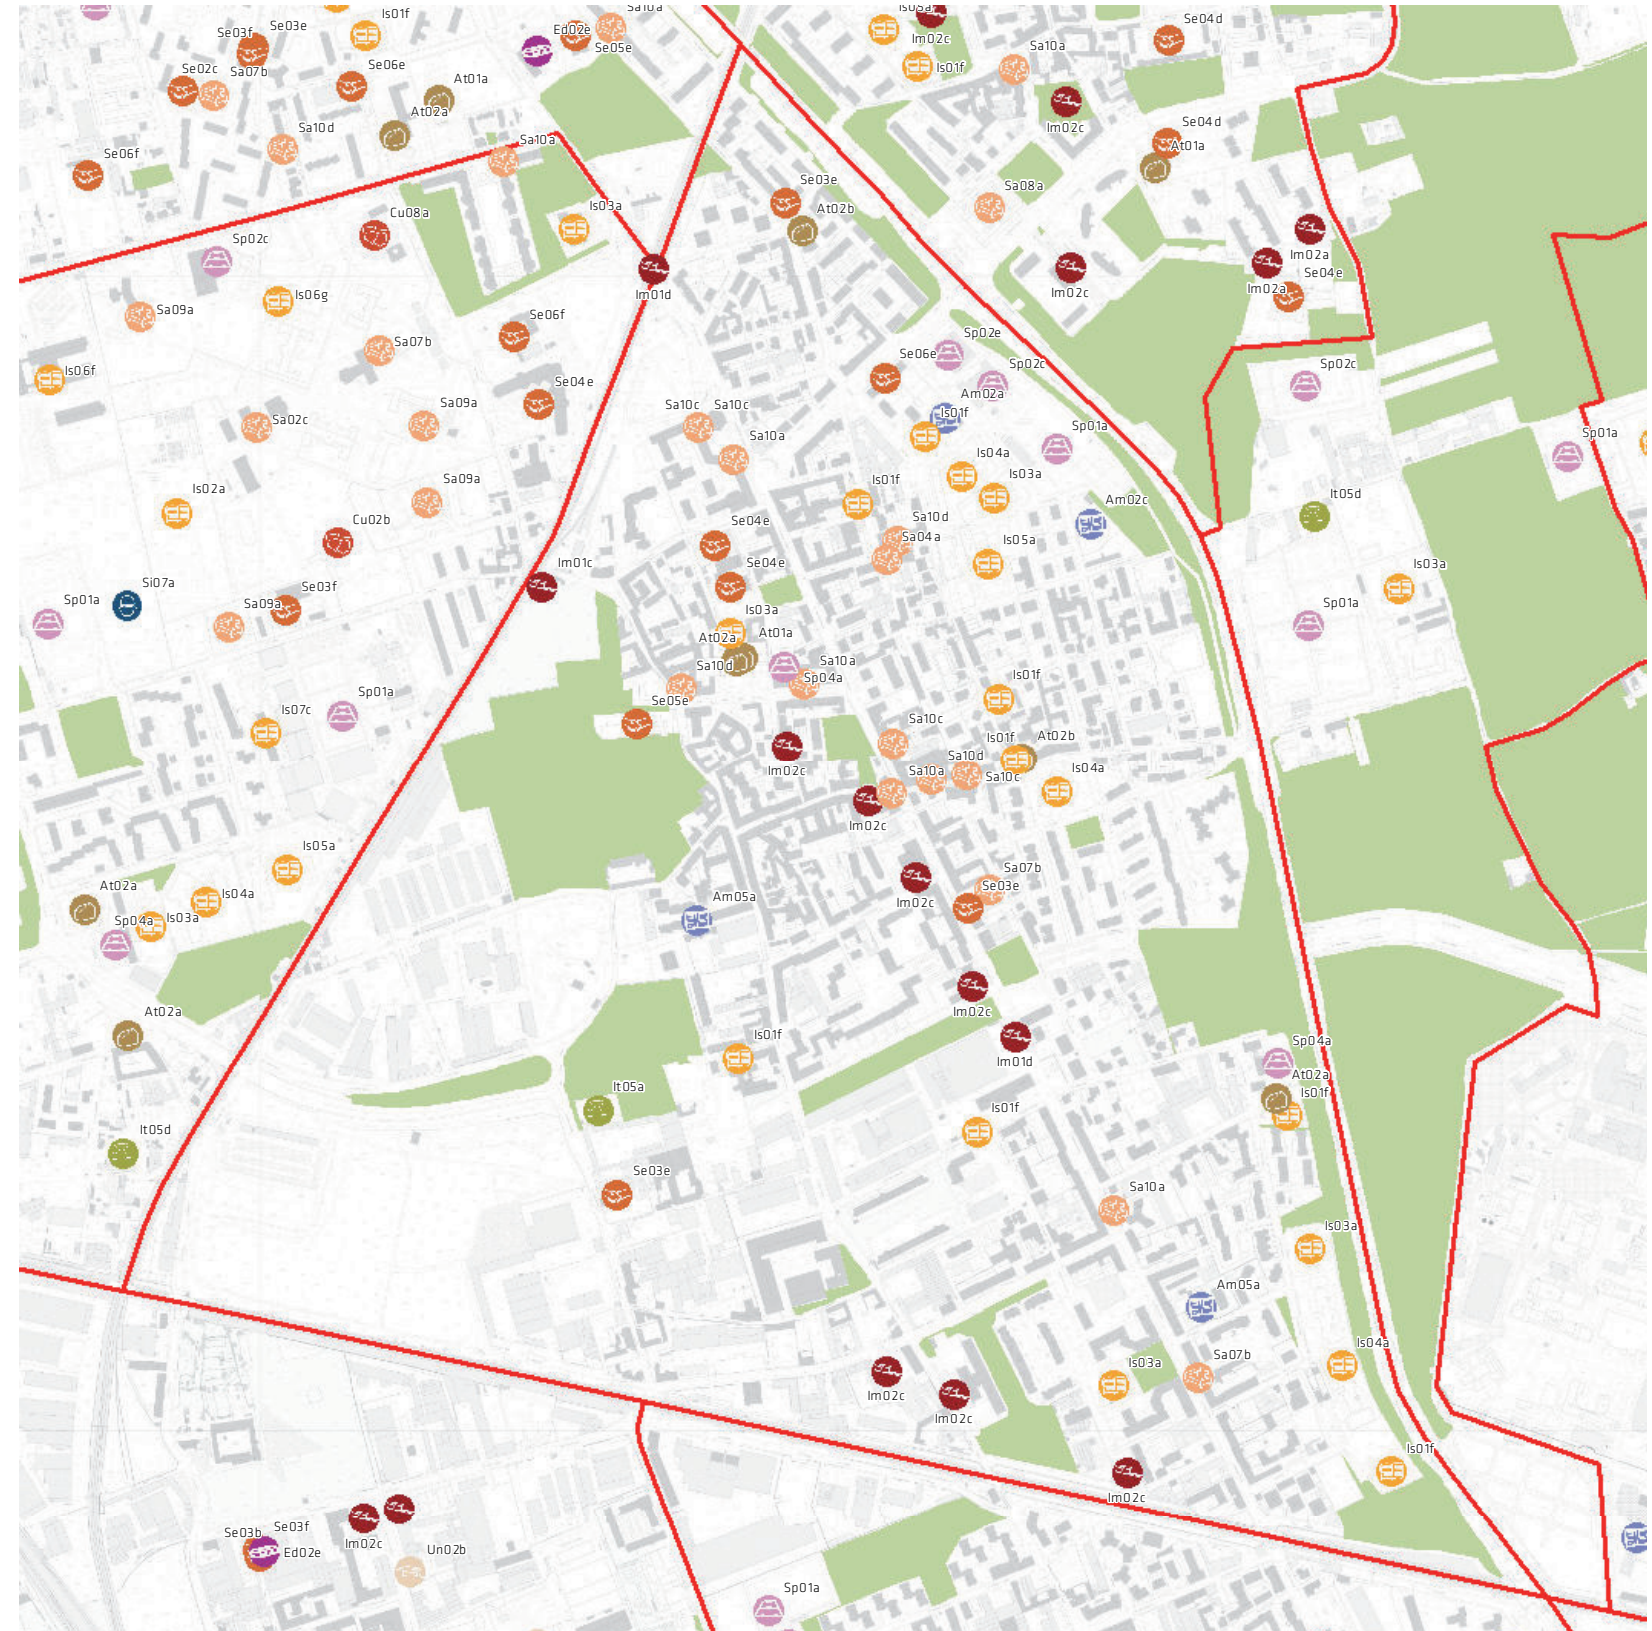 Is01f
Sa10a
Is03a
Se04d
Se03f
Se03e
Ed02e
Im02c
Se05e
Is01f
Sa10a
Se02c
Sa07b
Se06e
At01a
At02a
Im02c
Se04d
At01a
Sa10d
Sa10a
Se06f
Se03e
Sa08a
Is03a
At02b
Cu08a
Sp02c
Im02a
Im02a
Se04e
Im01d
Im02c
Is06g
Sa09a
Se06f
Sp02e
Sa07b
Se06e
Sp02c
Sp02c
Is06f
Se04e
Am02a
Sa09a
Sa10c
Sa10c
Is01f
Sa02c
Sa10a
Sp01a
Sp01a
Is04a
Sa09a
Is01f
Is03a
Is02a
Am02c
It05d
Cu02b
Sa10d
Se04e
Sa04a
Is05a
Im01c
Se04e
Is03a
Si07a
Se03f
Sp01a
Sa09a
Is03a
Sp01a
At02a
At01a
Sa10d
Sa10a
Sp04a
Is01f
Sp01a
Se05e
Is07c
Sa10c
Is01f
At02b
Im02c
Sa10d
Sa10a
Sa10c
Is04a
Im02c
Is05a
Sa07b
At02a
Is04a
Im02c
Se03e
Am05a
Sp04a
Is03a
At02a
Im02c
Is01f
Im01d
Sp04a
At02a
Is01f
It05a
Is01f
It05d
Se03e
Sa10a
Is03a
Am05a
Is04a
Is03a
Sa07b
Im02c
Im02c
Is01f
Im02c
Se03b
Se03f
Im02c
Ed02e
Un02b
Sp01a